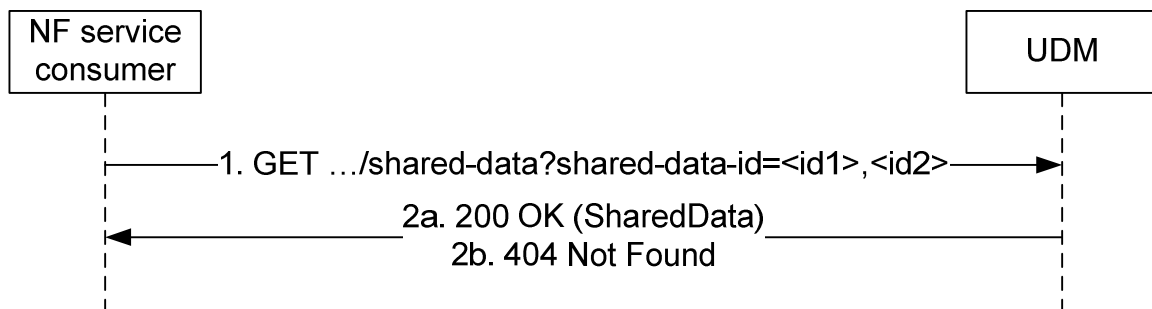 NF service
consumer
UDM
1. GET …/shared-data?shared-data-id=<id1>,<id2>
2a. 200 OK (SharedData)
2b. 404 Not Found